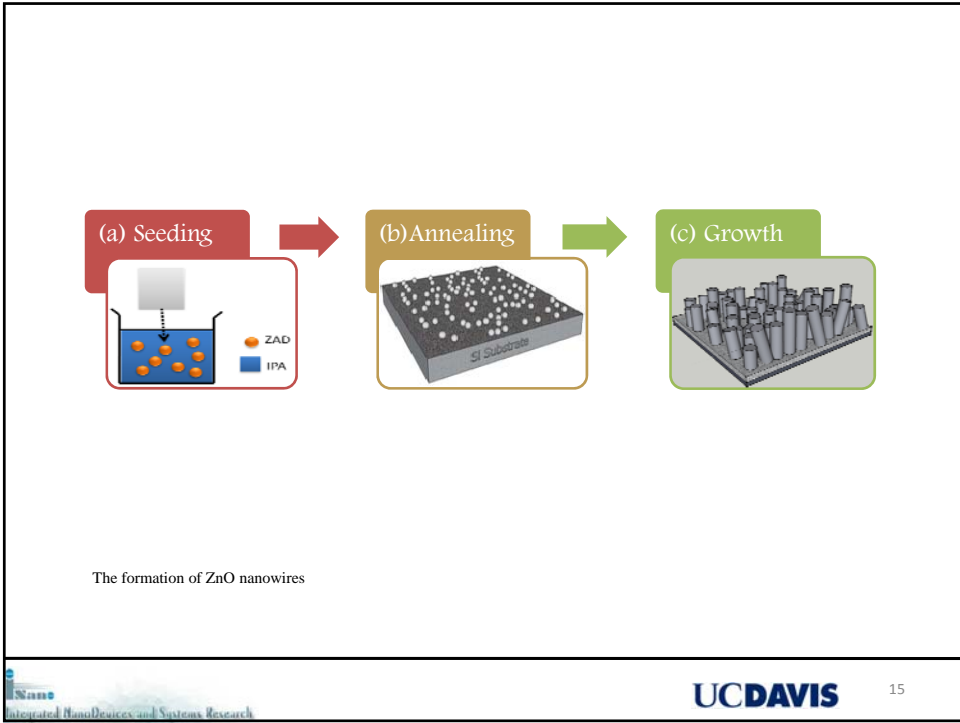 (a) Seeding
(b)Annealing
(c) Growth
ZAD
IPA
SI Substrate
The formation of ZnO nanowires
iNano
Integrated NanoDevices and Systems Research
UCDAVIS
15